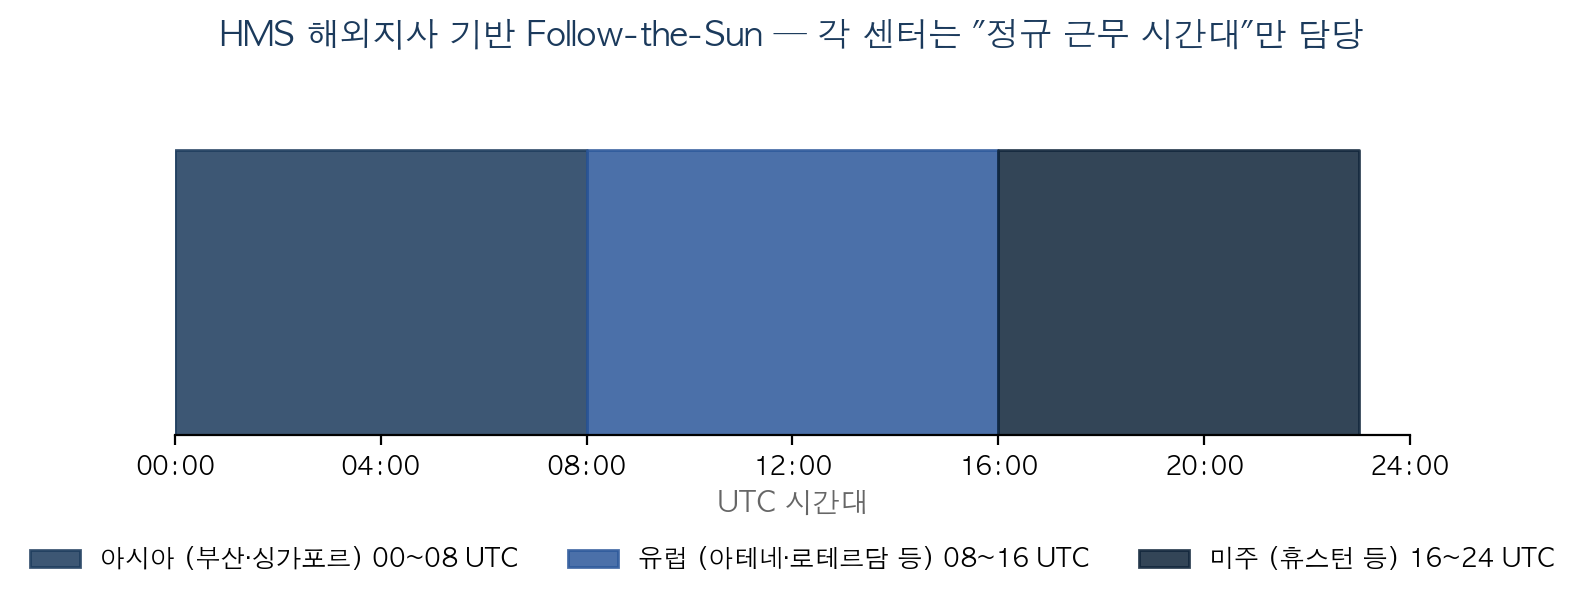 HMS 해외지사 기반 Follow-the-Sun — 각 센터는 "정규 근무 시간대"만 담당
00:00 04:00 08:00 12:00 16:00 20:00 24:00
UTC 시간대
아시아 (부산·싱가포르) 00~08 UTC 유럽 (아테네·로테르담 등) 08~16 UTC 미주 (휴스턴 등) 16~24 UTC